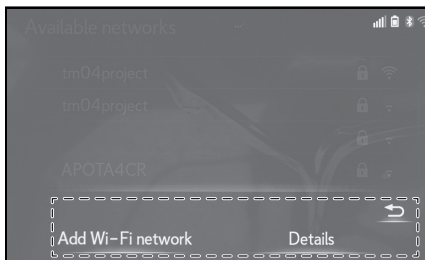 Available networks
tm04project
tm04project
APOTA4CR
Add Wi-Fi network Details